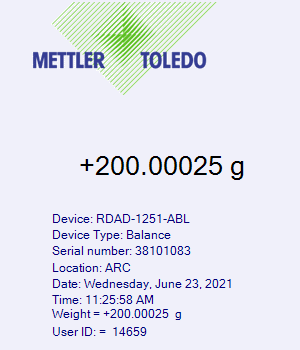 METTLER TOLEDO
+200.00025 g
Device: RDAD-1251-ABL
Device Type: Balance
Serial number: 38101083
Location: ARC
Date: Wednesday, June 23, 2021
Time: 11:25:58 AM
Weight = +200.00025 g
User ID: = 14659